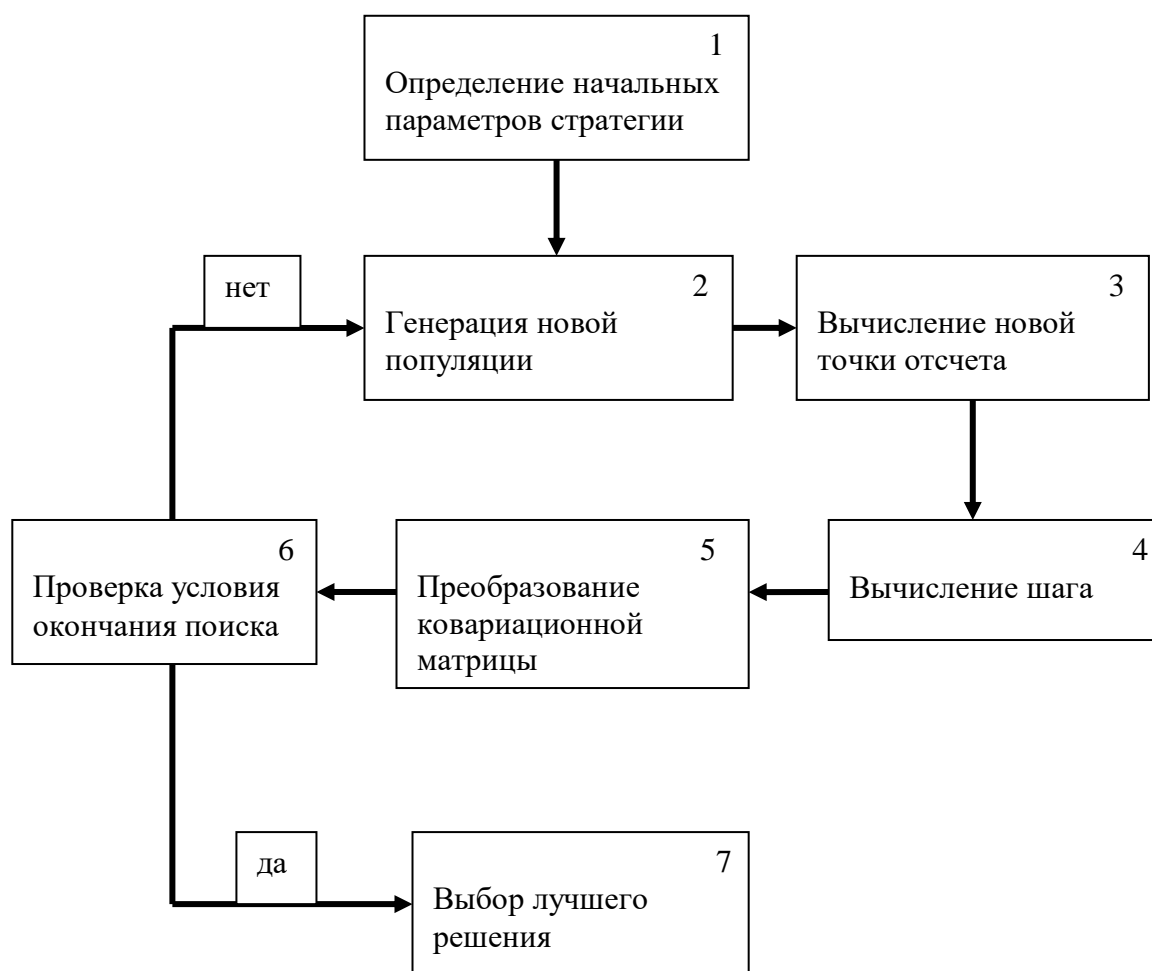 1
Определение начальных
параметров стратегии
нет
2
Генерация новой
популяции
3
Вычисление новой
точки отсчета
6
Проверка условия
окончания поиска
5
Преобразование
ковариационной
матрицы
4
Вычисление шага
да
7
Выбор лучшего
решения